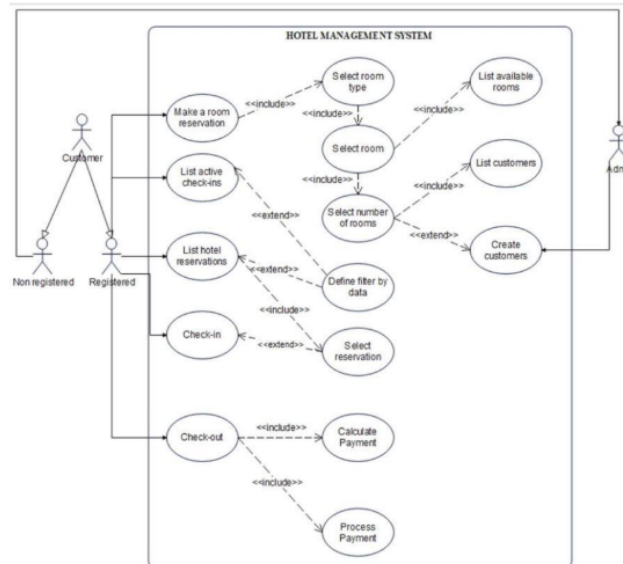 HOTEL MANAGEMENT SYSTEM
Select room
type
List available
rooms
<<include>>
<<include>>
Make a room
reservation
<<include>>
Customer
Select room
List customers
Adm
List active
check-ins
<<include>>
<<include>>
Select number
of rooms
<<extend>>
<<extend>>
Create
customers
Non registered
Registered
List hotel
reservations
<<extend>>
Define filter by
data
<<include>>
Check-in
<<extend>>
Select
reservation
Check-out
<<include>>
Calculate
Payment
<<include>>
Process
Payment